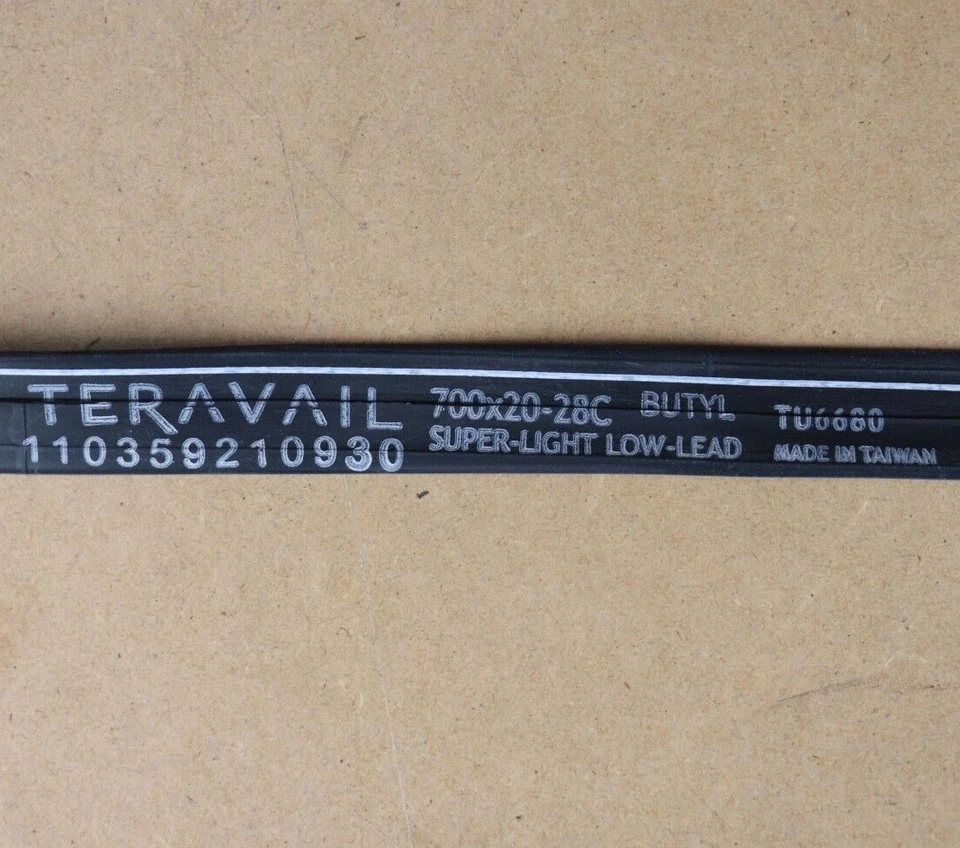 TERAVAIL 700x20-28C BUTYL TU6680
110359210930 SUPER-LIGHT LOW-LEAD MADE IN TAIWAN